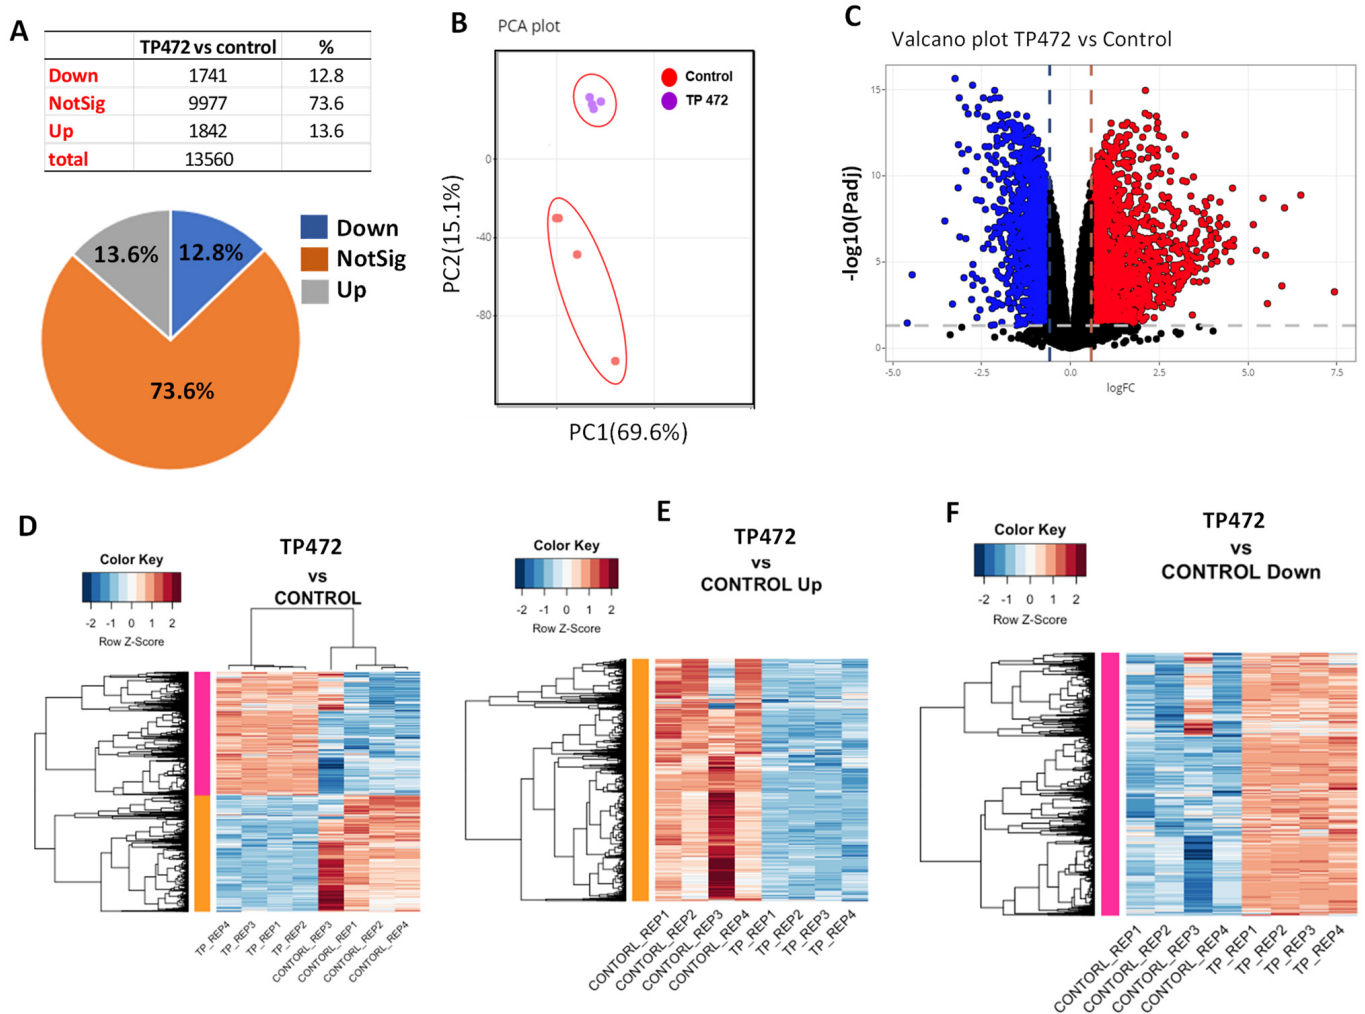 A
TP472 vs control %
Down 1741 12.8
NotSig 9977 73.6
Up 1842 13.6
total 13560
13.6%
12.8%
73.6%
Down
NotSig
Up
B
PCA plot
Control
TP 472
0
-40
-80
PC2(15.1%)
PC1(69.6%)
C
Valcano plot TP472 vs Control
15
10
5
0
-log10(Padj)
-5.0 -2.5 0.0 2.5 5.0 7.5
logFC
D
Color Key
-2 -1 0 1 2
Row Z-Score
TP472
vs
CONTROL
TP_REP4
TP_REP3
TP_REP1
TP_REP2
CONTORL_REP3
CONTORL_REP1
CONTORL_REP2
CONTORL_REP4
E
Color Key
-2 -1 0 1 2
Row Z-Score
TP472
vs
CONTROL Up
CONTORL_REP1
CONTORL_REP2
CONTORL_REP3
CONTORL_REP4
TP_REP1
TP_REP2
TP_REP3
TP_REP4
F
Color Key
-2 -1 0 1 2
Row Z-Score
TP472
vs
CONTROL Down
CONTORL_REP1
CONTORL_REP2
CONTORL_REP3
CONTORL_REP4
TP_REP1
TP_REP2
TP_REP3
TP_REP4